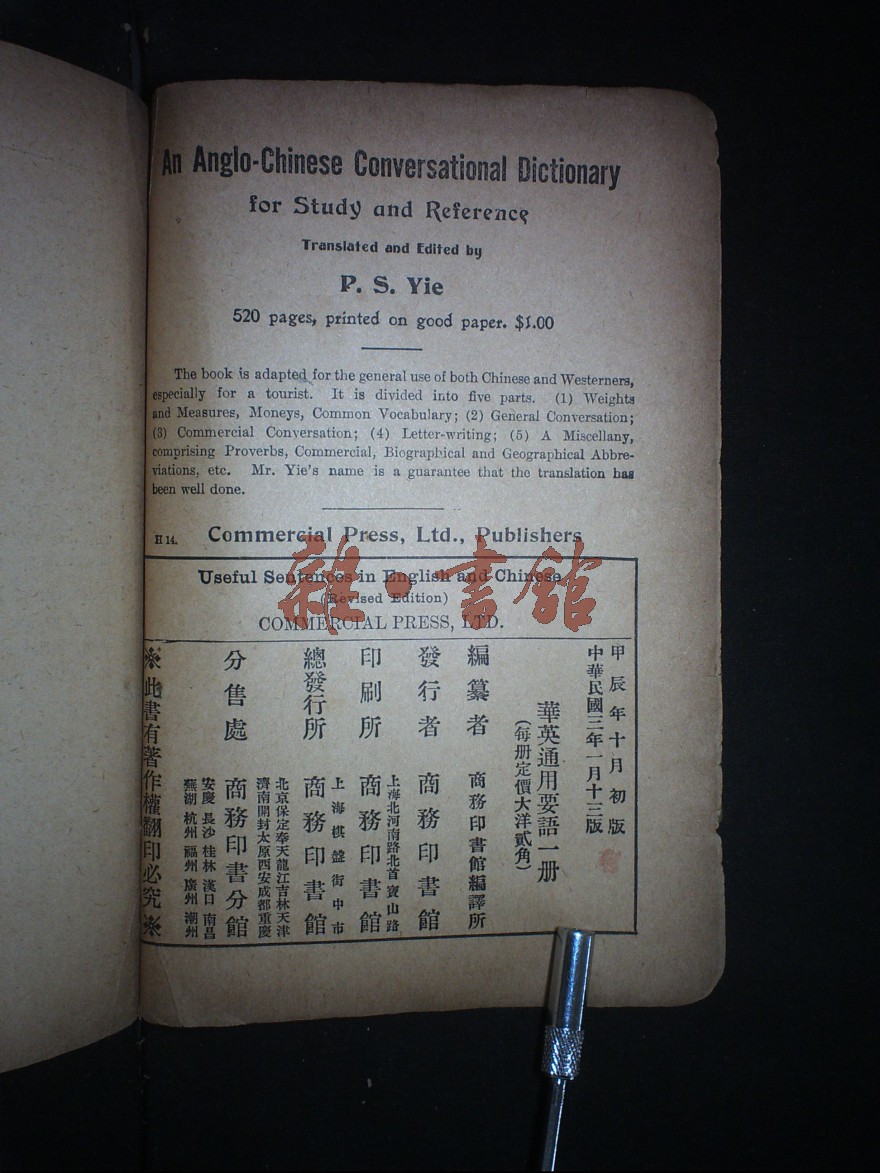 An Anglo-Chinese Conversational Dictionary
for Study and Reference
Translated and Edited by
P. S. Yie
520 pages, printed on good paper. $1.00
The book is adapted for the general use of both Chinese and Westerners,
especially for a tourist. It is divided into five parts. (1) Weights
and Measures, Moneys, Common Vocabulary; (2) General Conversation;
(3) Commercial Conversation; (4) Letter-writing; (5) A Miscellany,
comprising Proverbs, Commercial, Biographical and Geographical Abbre-
viations, etc. Mr. Yie's name is a guarantee that the translation has
been well done.
H 14.
Commercial Press, Ltd., Publishers
雜·書館
Useful Sentences in English and Chinese
(Revised Edition)
COMMERCIAL PRESS, LTD.
甲辰年十月初版
中華民國三年一月十三版
華英通用要語一册
(每册定價大洋貳角)
編纂者 商務印書館編譯所
發行者 商務印書館
上海北河南路北首寶山路
印刷所 商務印書館
上海棋盤街中市
總發行所 商務印書館
北京保定奉天龍江吉林天津
濟南開封太原西安成都重慶
分售處 商務印書分館
安慶長沙桂林漢口南昌
蕪湖杭州福州廣州潮州
※此書有著作權翻印必究※